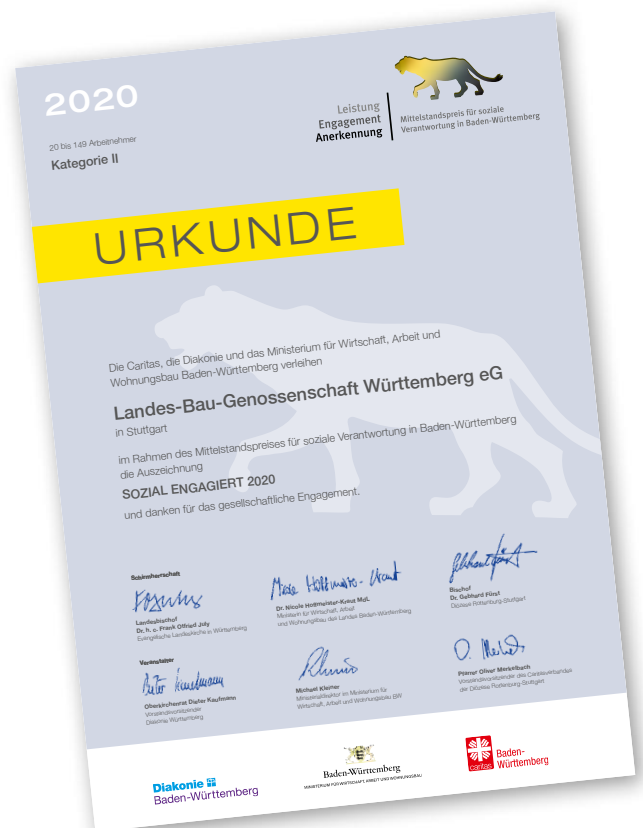 2020
20 bis 149 Arbeitnehmer
Kategorie II
Leistung
Engagement
Anerkennung
Mittelstandspreis für soziale
Verantwortung in Baden-Württemberg
URKUNDE
Die Caritas, die Diakonie und das Ministerium für Wirtschaft, Arbeit und
Wohnungsbau Baden-Württemberg verleihen
Landes-Bau-Genossenschaft Württemberg eG
in Stuttgart
im Rahmen des Mittelstandspreises für soziale Verantwortung in Baden-Württemberg
die Auszeichnung
SOZIAL ENGAGIERT 2020
und danken für das gesellschaftliche Engagement.
Schirmherrschaft
Landesbischof
Dr. h. c. Frank Otfried July
Evangelische Landeskirche in Württemberg
Dr. Nicole Hoffmeister-Kraut MdL
Ministerin für Wirtschaft, Arbeit
und Wohnungsbau des Landes Baden-Württemberg
Bischof
Dr. Gebhard Fürst
Diözese Rottenburg-Stuttgart
Veranstalter
Oberkirchenrat Dieter Kaufmann
Vorstandsvorsitzender
Diakonie Württemberg
Michael Kleiner
Ministerialdirektor im Ministerium für
Wirtschaft, Arbeit und Wohnungsbau BW
Pfarrer Oliver Merkelbach
Vorstandsvorsitzender des Caritasverbandes
der Diözese Rottenburg-Stuttgart
Diakonie
Baden-Württemberg
Baden-Württemberg
MINISTERIUM FÜR WIRTSCHAFT, ARBEIT UND WOHNUNGSBAU
caritas
Baden-
Württemberg